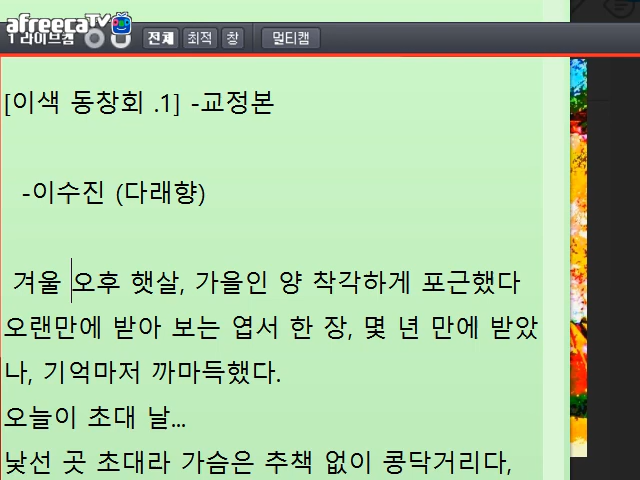 afreecaTV
1 라이브캠 전체 최적 창 멀티캠
[이색 동창회 .1] -교정본
-이수진 (다래향)
겨울 오후 햇살, 가을인 양 착각하게 포근했다
오랜만에 받아 보는 엽서 한 장, 몇 년 만에 받았
나, 기억마저 까마득했다.
오늘이 초대 날...
낯선 곳 초대라 가슴은 추책 없이 콩닥거리다,